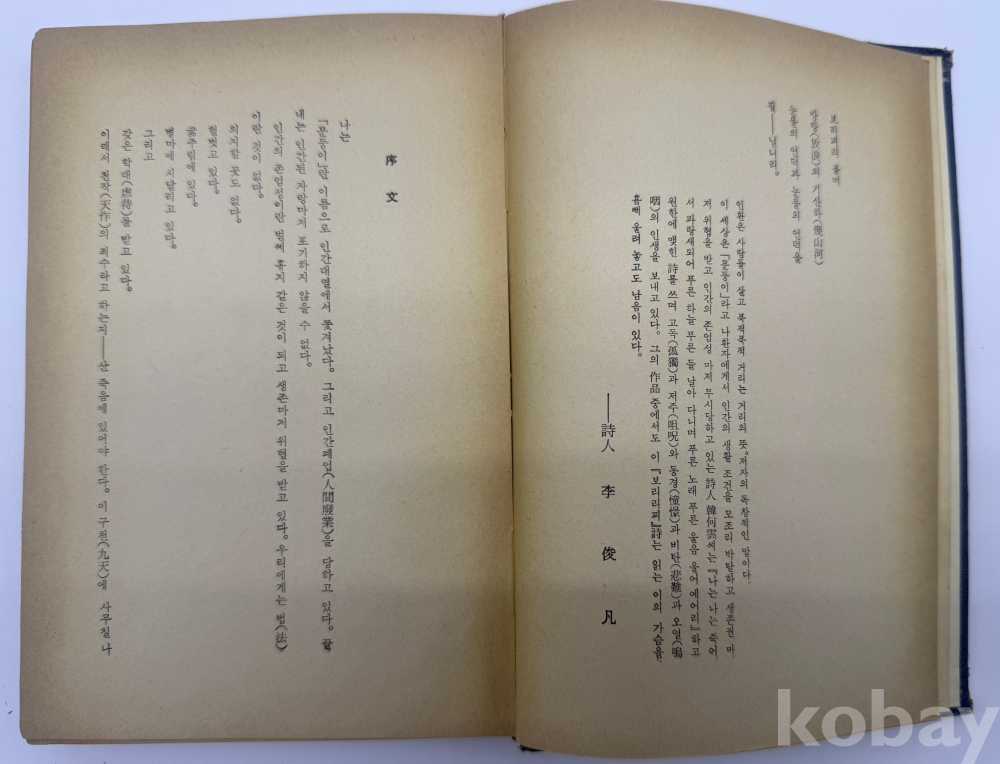 보리피리 불며
방랑(放浪)의 기산하(幾山河)
눈물의 언덕과 눈물의 언덕을
필──닐니리。
인환은 사람들이 살고 북적북적 거리는 거리의 뜻。저자의 독창적인 말이다
이 세상은『문둥이』라고 나환자에게서 인간의 생활 조건을 모조리 박탈하고 생존권 마
저 위협을 받고 인간의 존엄성 마저 무시당하고 있는 詩人 韓何雲씨는『나는 나는 죽어
서 파랑새되어 푸른 하늘 푸른 들 날아 다니며 푸른 노래 푸른 울음 울어 예어리』하고
원한에 맺힌 詩를 쓰며 고독(孤獨)과 저주(咀呪)와 동경(憧憬)과 비탄(悲難)과 오열(嗚
咽)의 인생을 보내고 있다。그의 作品 중에서도 이『보리피리』詩는 읽는 이의 가슴을
흠뻑 울려 놓고도 남음이 있다。
──詩人 李俊凡
序文
나는
「문둥이」란 이름으로 인간대열에서 쫓겨났다。그리고 인간폐업(人間廢業)을 당하고 있다。끝
내는 인간된 자랑마저 포기하지 않을 수 없다。
인간의 존엄성이란 벌써 휴지 같은 것이 되고 생존마저 위협을 받고 있다。우리에게는 법(法)
이란 것이 없다。
의지할 곳도 없다。
헐벗고 있다。
굶주림에 있다。
병마에 시달리고 있다。
그리고
갖은 학대(虐待)를 받고 있다。
이래서 천작(天作)의 죄수라고 하는지──산 죽음에 있어야 한다。이 구천(九天)에 사무칠 나
kobay